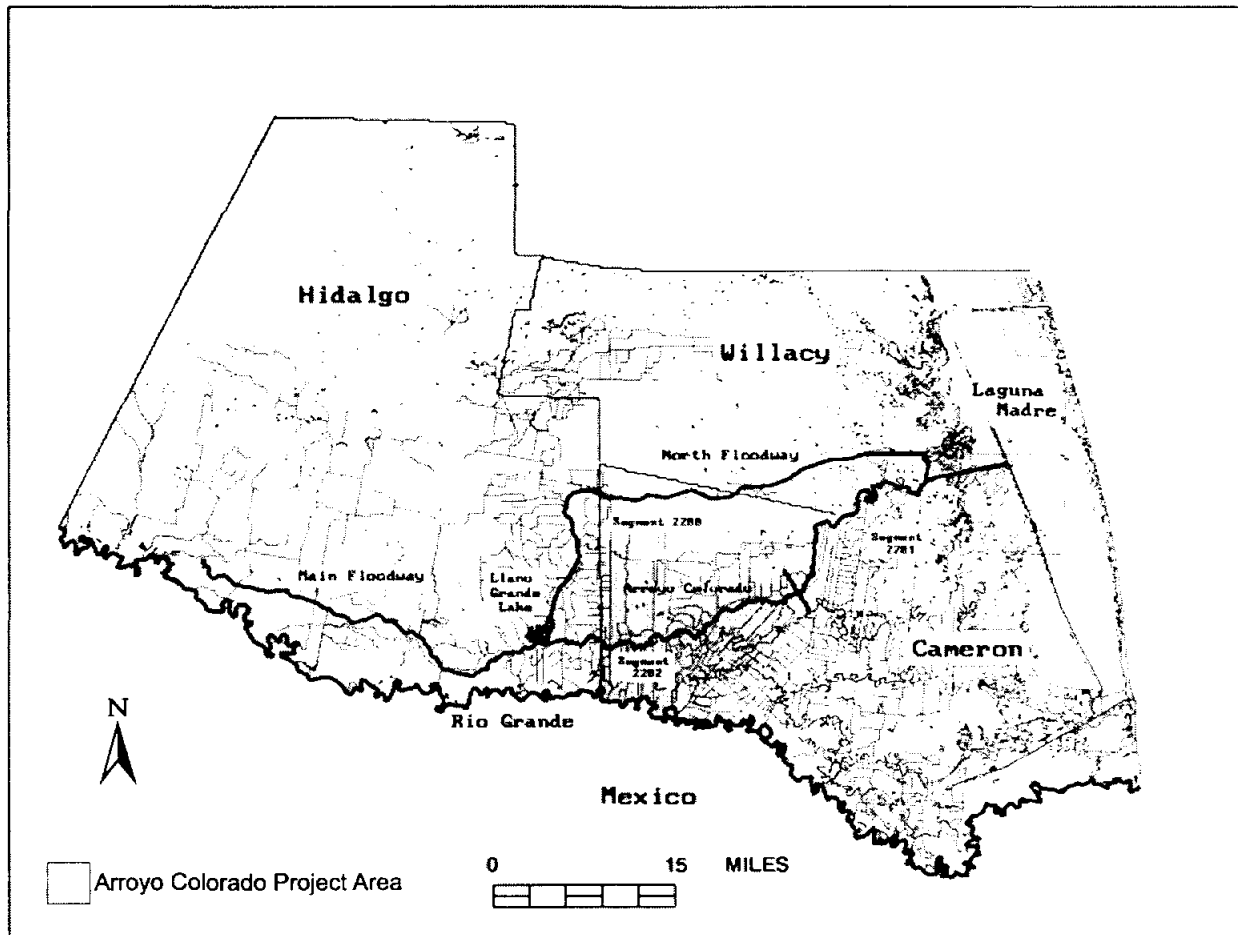 Hidalgo
Willacy
Laguna
Madre
North Floodway
Segment 2200
Segment
2201
Main Floodway
Llano
Grande
Lake
Arroyo Colorado
Cameron
Segment
2202
N
Rio Grande
Mexico
0 15 MILES
Arroyo Colorado Project Area